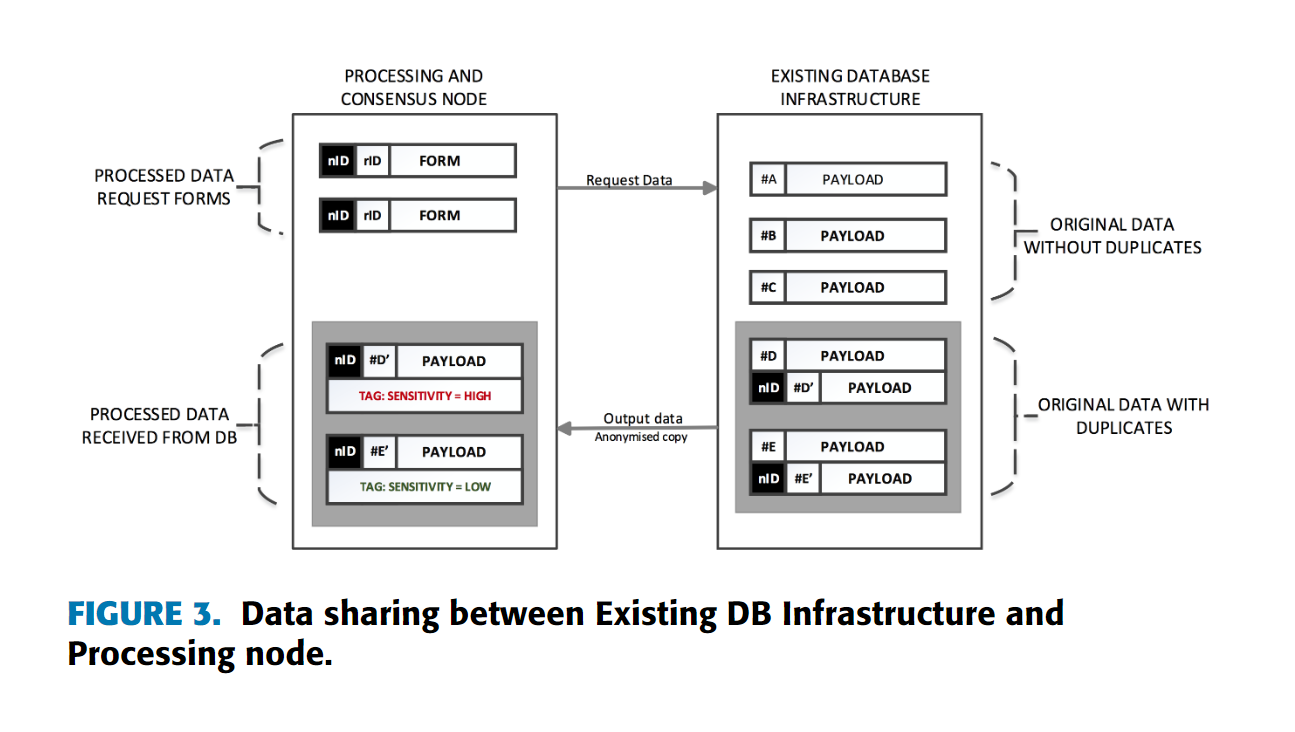 PROCESSING AND
CONSENSUS NODE
EXISTING DATABASE
INFRASTRUCTURE
PROCESSED DATA
REQUEST FORMS
nID rID FORM
nID rID FORM
Request Data
#A PAYLOAD
#B PAYLOAD
#C PAYLOAD
ORIGINAL DATA
WITHOUT DUPLICATES
PROCESSED DATA
RECEIVED FROM DB
nID #D’ PAYLOAD
TAG: SENSITIVITY = HIGH
nID #E’ PAYLOAD
TAG: SENSITIVITY = LOW
Output data
Anonymised copy
#D PAYLOAD
nID #D’ PAYLOAD
#E PAYLOAD
nID #E’ PAYLOAD
ORIGINAL DATA WITH
DUPLICATES
FIGURE 3. Data sharing between Existing DB Infrastructure and
Processing node.